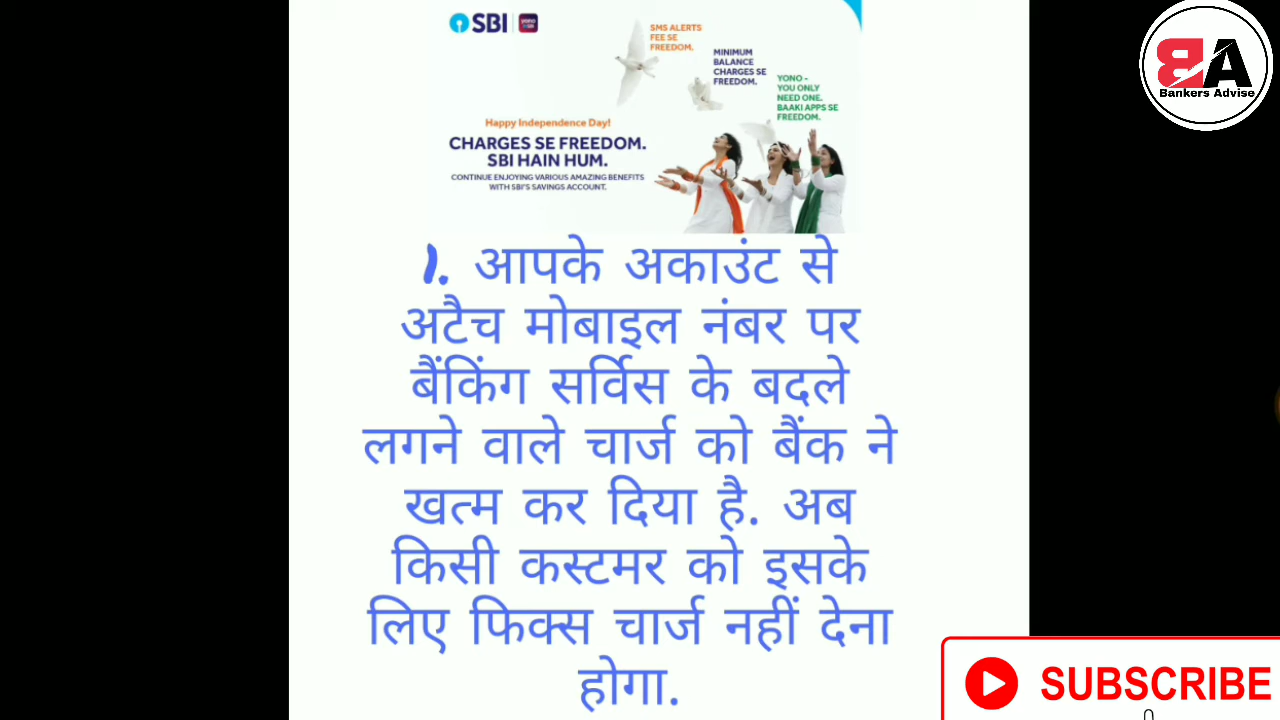 SBI
yono
SMS ALERTS
FEE SE
FREEDOM.
MINIMUM
BALANCE
CHARGES SE
FREEDOM.
YONO -
YOU ONLY
NEED ONE.
BAAKI APPS SE
FREEDOM.
Happy Independence Day!
CHARGES SE FREEDOM.
SBI HAIN HUM.
CONTINUE ENJOYING VARIOUS AMAZING BENEFITS
WITH SBI'S SAVINGS ACCOUNT.
BA
Bankers Advise
1. आपके अकाउंट से
अटैच मोबाइल नंबर पर
बैंकिंग सर्विस के बदले
लगने वाले चार्ज को बैंक ने
खत्म कर दिया है. अब
किसी कस्टमर को इसके
लिए फिक्स चार्ज नहीं देना
होगा.
SUBSCRIBE